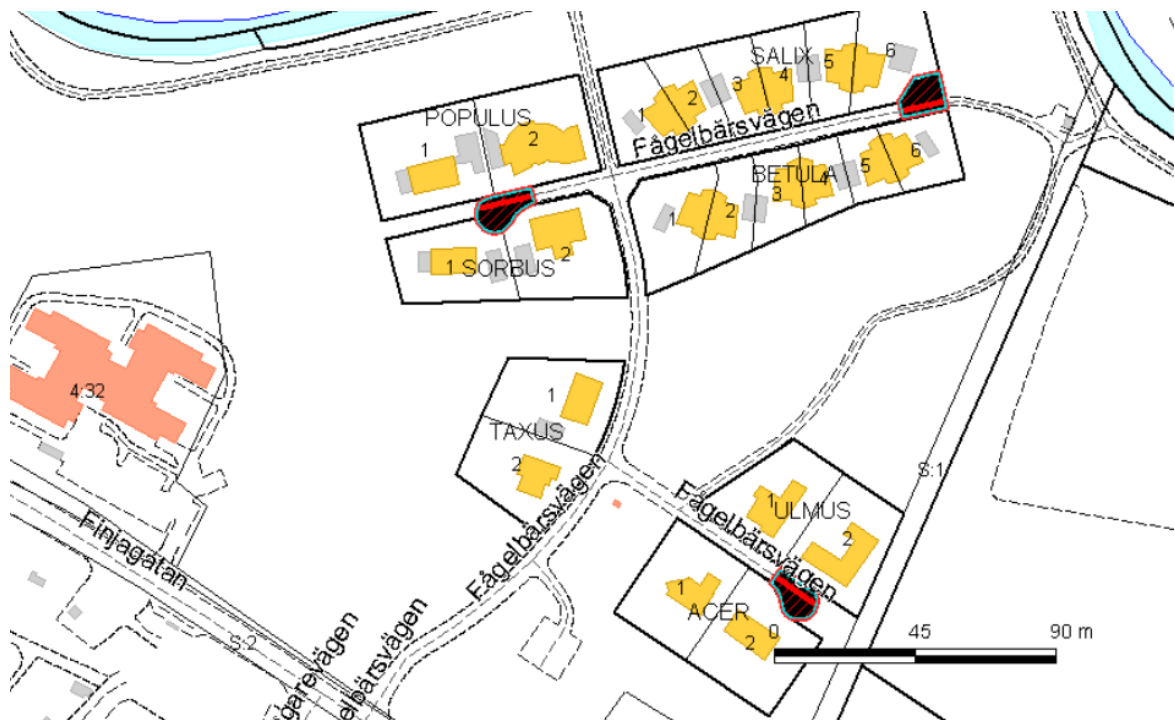 SALIX
6
5
4
3
2
1
Fågelbärsvägen
POPULUS
1
2
BETULA
6
5
4
3
2
1
SORBUS
1
2
4:32
TAXUS
1
2
S:1
Fågelbärsvägen
Fågelbärsvägen
ULMUS
1
2
Finjagatan
ACER
1
2
0 45 90 m
S:2
garevägen
elbärsvägen